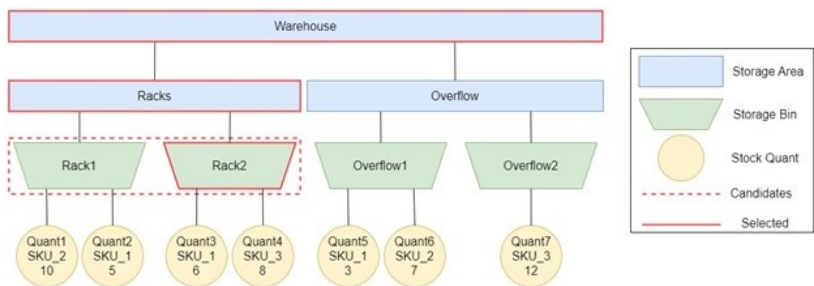 Warehouse
Racks
Overflow
Rack1
Rack2
Overflow1
Overflow2
Quant1
SKU_2
10
Quant2
SKU_1
5
Quant3
SKU_1
6
Quant4
SKU_3
8
Quant5
SKU_1
3
Quant6
SKU_2
7
Quant7
SKU_3
12
Storage Area
Storage Bin
Stock Quant
Candidates
Selected